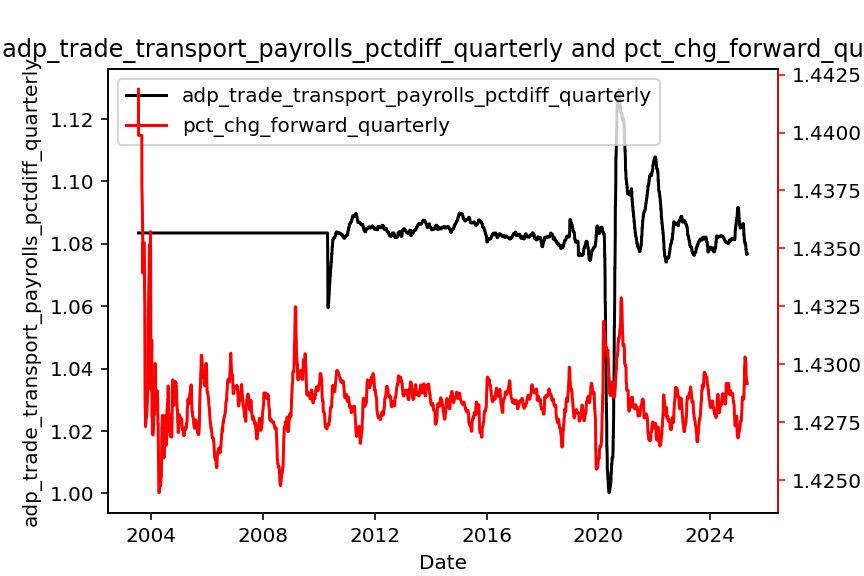 adp_trade_transport_payrolls_pctdiff_quarterly and pct_chg_forward_qu
adp_trade_transport_payrolls_pctdiff_quarterly
pct_chg_forward_quarterly
adp_trade_transport_payrolls_pctdiff_quarterly
1.12
1.10
1.08
1.06
1.04
1.02
1.00
1.4425
1.4400
1.4375
1.4350
1.4325
1.4300
1.4275
1.4250
2004 2008 2012 2016 2020 2024
Date